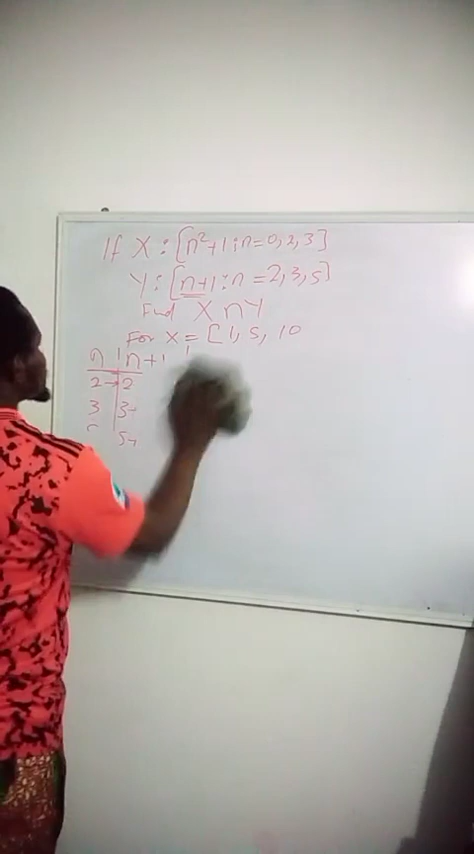 If X : {n²+1 : n=0,2,3}
Y : {n+1 : n=2,3,5}
Find X ∩ Y
For X = {1, 5, 10
n | n+1
2 → 2
3 3+
5+